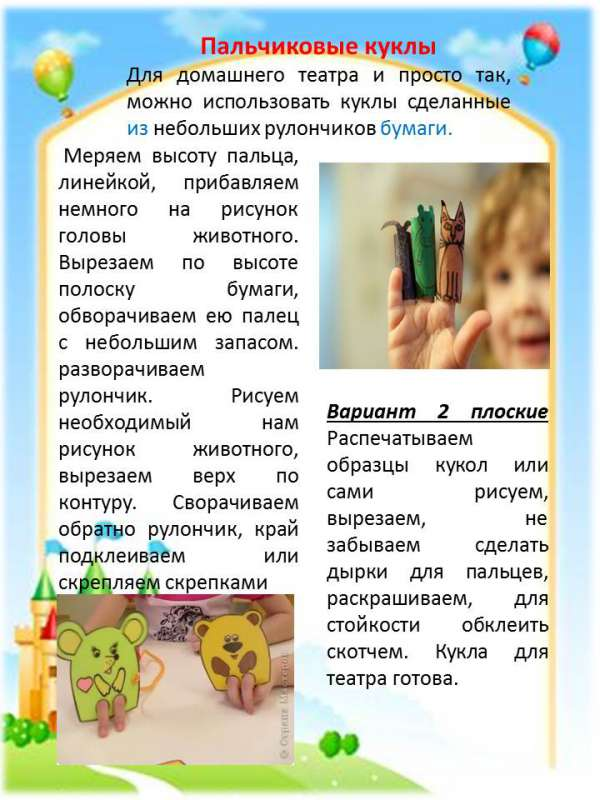 Пальчиковые куклы
Для домашнего театра и просто так,
можно использовать куклы сделанные
из небольших рулончиков бумаги.
Меряем высоту пальца,
линейкой, прибавляем
немного на рисунок
головы животного.
Вырезаем по высоте
полоску бумаги,
обворачиваем ею палец
с небольшим запасом.
разворачиваем
рулончик. Рисуем
необходимый нам
рисунок животного,
вырезаем верх по
контуру. Сворачиваем
обратно рулончик, край
подклеиваем или
скрепляем скрепками
Вариант 2 плоские
Распечатываем
образцы кукол или
сами рисуем,
вырезаем, не
забываем сделать
дырки для пальцев,
раскрашиваем, для
стойкости обклеить
скотчем. Кукла для
театра готова.